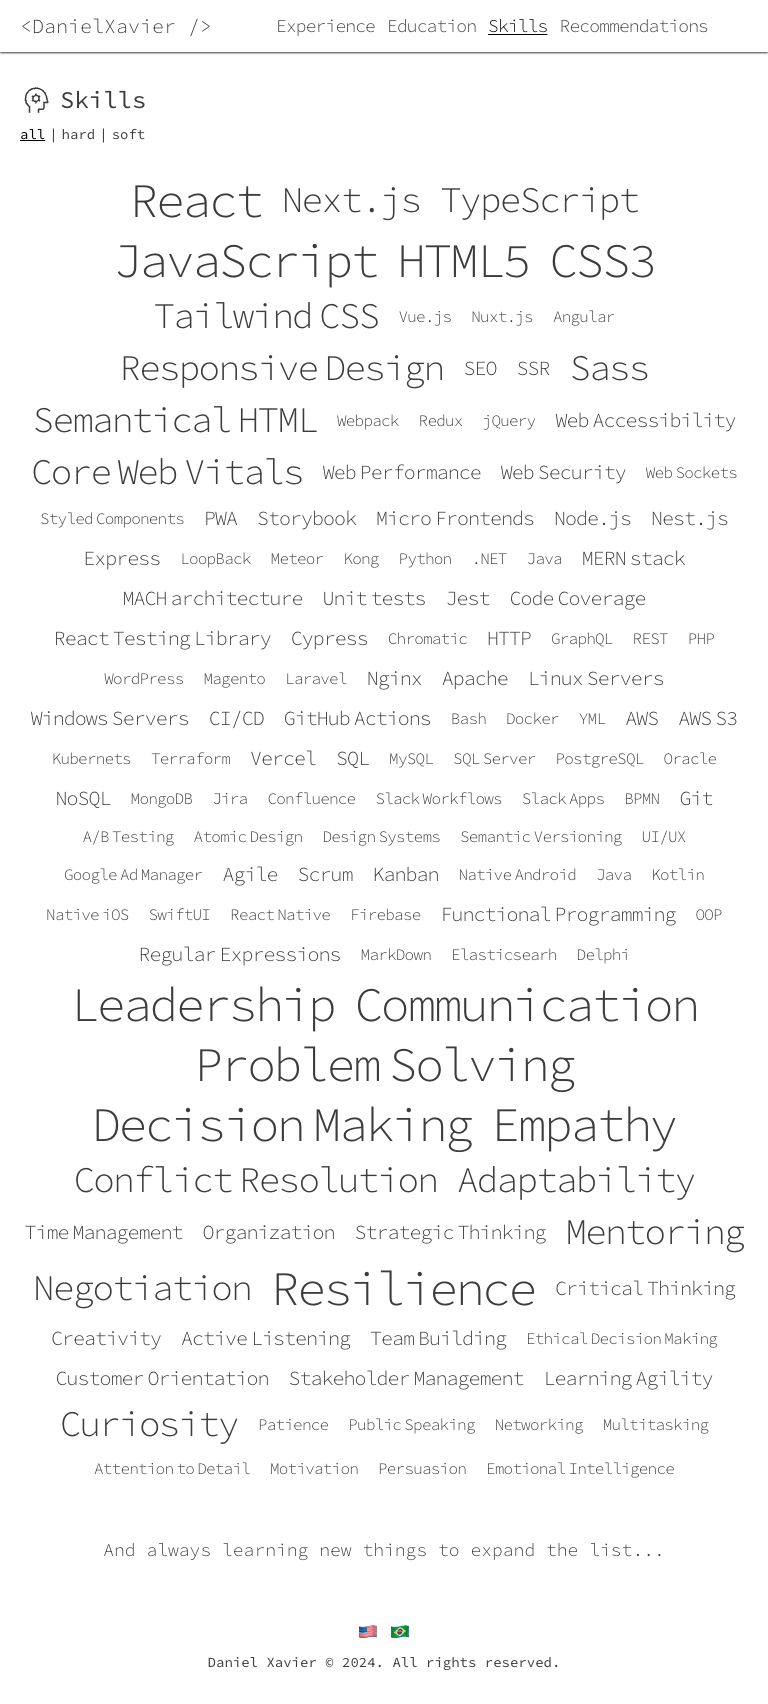 <DanielXavier /> Experience Education Skills Recommendations
Skills
all | hard | soft
React Next.js TypeScript
JavaScript HTML5 CSS3
Tailwind CSS Vue.js Nuxt.js Angular
Responsive Design SEO SSR Sass
Semantical HTML Webpack Redux jQuery Web Accessibility
Core Web Vitals Web Performance Web Security Web Sockets
Styled Components PWA Storybook Micro Frontends Node.js Nest.js
Express LoopBack Meteor Kong Python .NET Java MERN stack
MACH architecture Unit tests Jest Code Coverage
React Testing Library Cypress Chromatic HTTP GraphQL REST PHP
WordPress Magento Laravel Nginx Apache Linux Servers
Windows Servers CI/CD GitHub Actions Bash Docker YML AWS AWS S3
Kubernets Terraform Vercel SQL MySQL SQL Server PostgreSQL Oracle
NoSQL MongoDB Jira Confluence Slack Workflows Slack Apps BPMN Git
A/B Testing Atomic Design Design Systems Semantic Versioning UI/UX
Google Ad Manager Agile Scrum Kanban Native Android Java Kotlin
Native iOS SwiftUI React Native Firebase Functional Programming OOP
Regular Expressions MarkDown Elasticsearh Delphi
Leadership Communication
Problem Solving
Decision Making Empathy
Conflict Resolution Adaptability
Time Management Organization Strategic Thinking Mentoring
Negotiation Resilience Critical Thinking
Creativity Active Listening Team Building Ethical Decision Making
Customer Orientation Stakeholder Management Learning Agility
Curiosity Patience Public Speaking Networking Multitasking
Attention to Detail Motivation Persuasion Emotional Intelligence
And always learning new things to expand the list...
Daniel Xavier © 2024. All rights reserved.